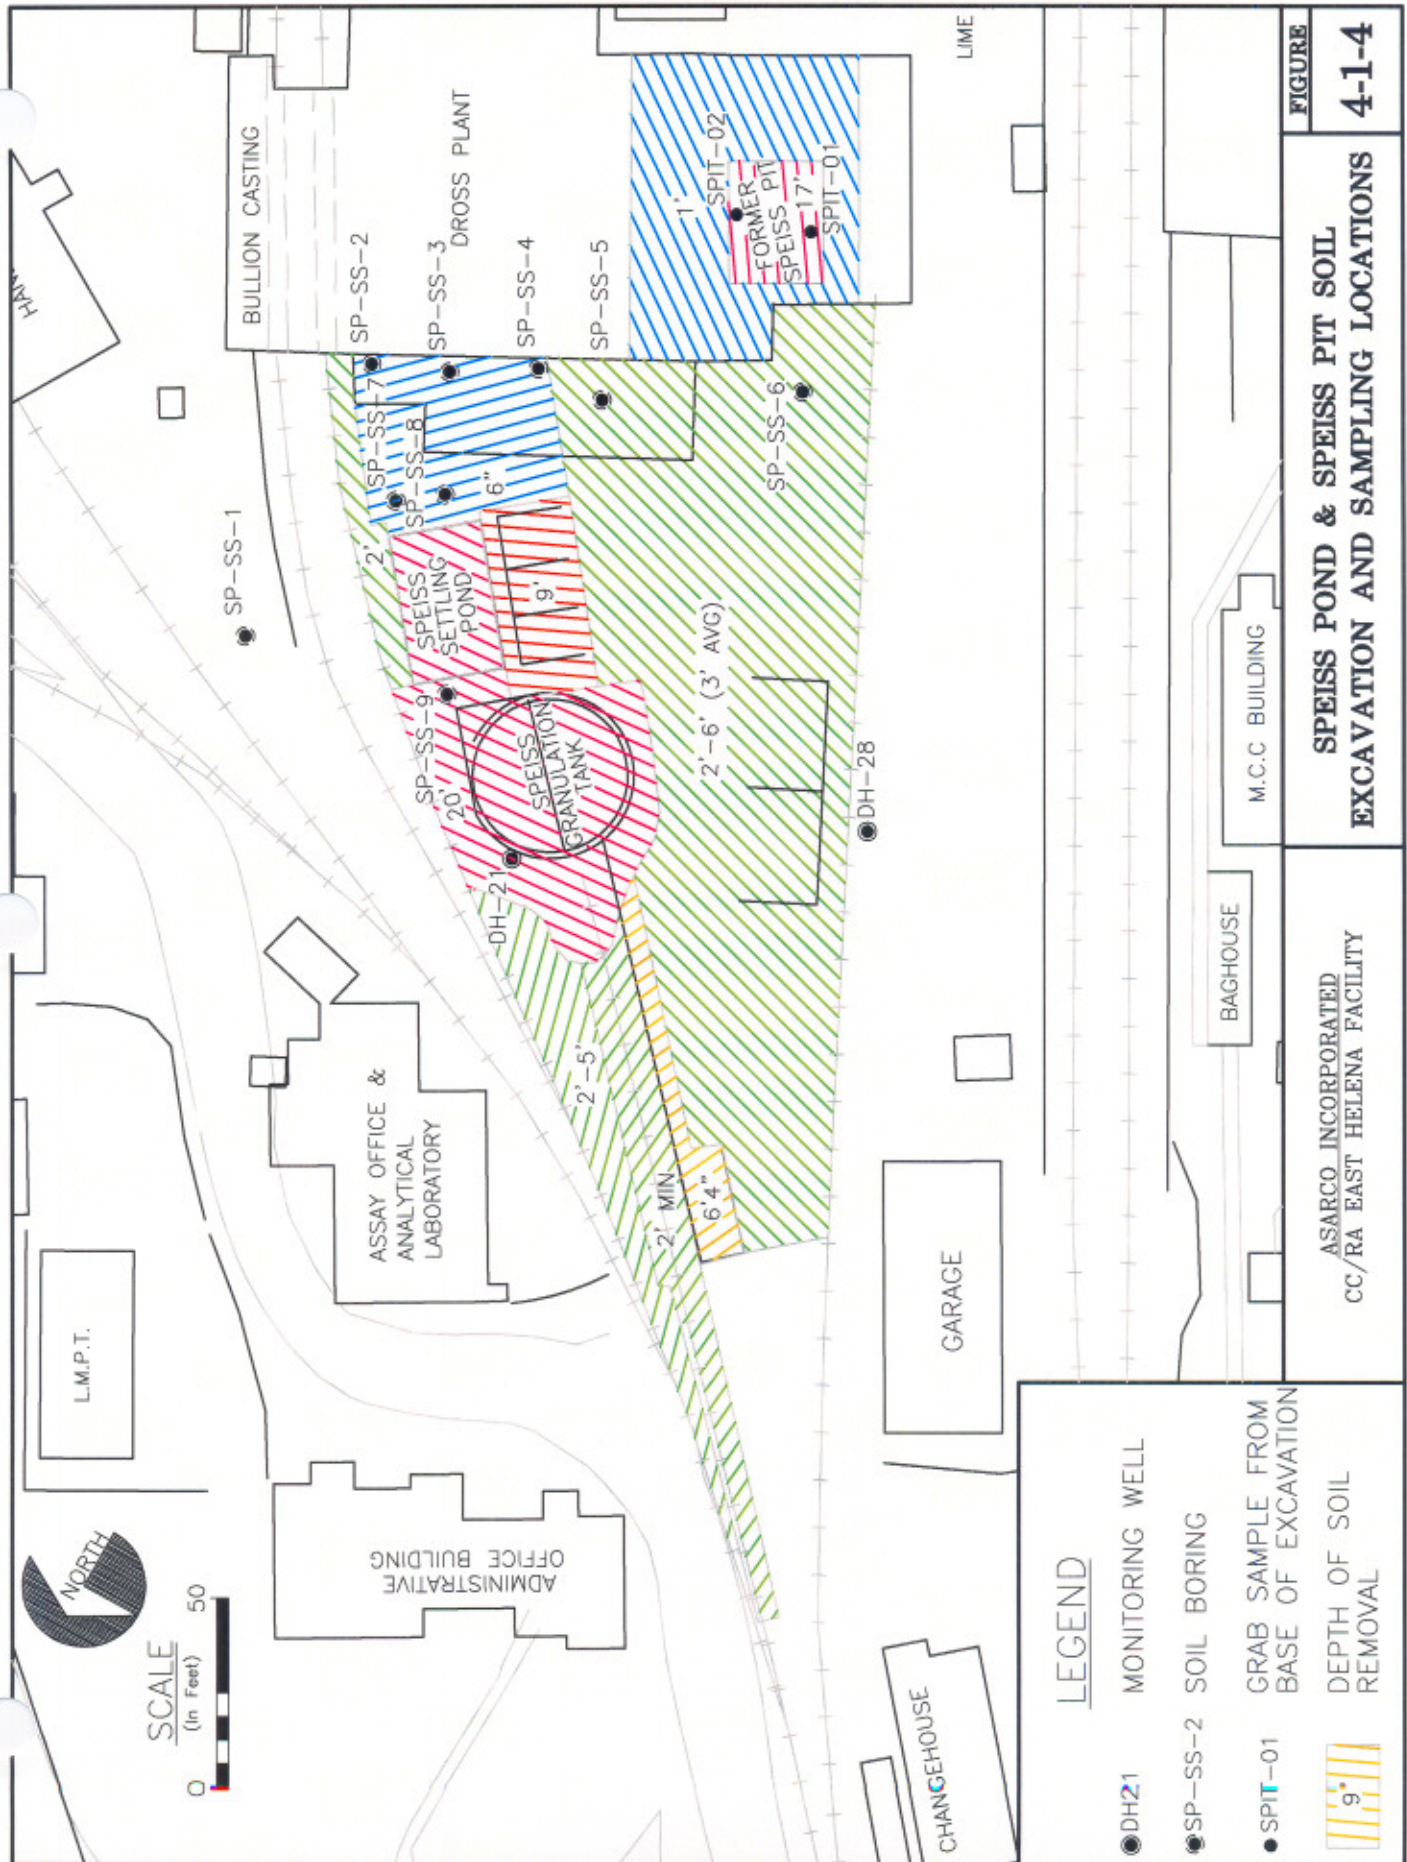 HAN
BULLION CASTING
DROSS PLANT
LIME
SP-SS-1
SP-SS-2
SP-SS-3
SP-SS-4
SP-SS-5
SP-SS-6
SP-SS-7
SP-SS-8
SP-SS-9
1'
SPIT-02
FORMER
SPEISS PIT
17'
SPIT-01
6"
2'
SPEISS
SETTLING
POND
9'
20'
SPEISS
GRANULATION
TANK
DH-21
2'-6' (3' AVG)
DH-28
2'-5'
2' MIN
6'4"
ASSAY OFFICE &
ANALYTICAL
LABORATORY
L.M.P.T.
ADMINISTRATIVE
OFFICE BUILDING
GARAGE
CHANGEHOUSE
M.C.C BUILDING
BAGHOUSE
NORTH
SCALE
(In Feet)
0 50
LEGEND
DH21 MONITORING WELL
SP-SS-2 SOIL BORING
SPIT-01 GRAB SAMPLE FROM
BASE OF EXCAVATION
9" DEPTH OF SOIL
REMOVAL
ASARCO INCORPORATED
CC/RA EAST HELENA FACILITY
SPEISS POND & SPEISS PIT SOIL
EXCAVATION AND SAMPLING LOCATIONS
FIGURE
4-1-4